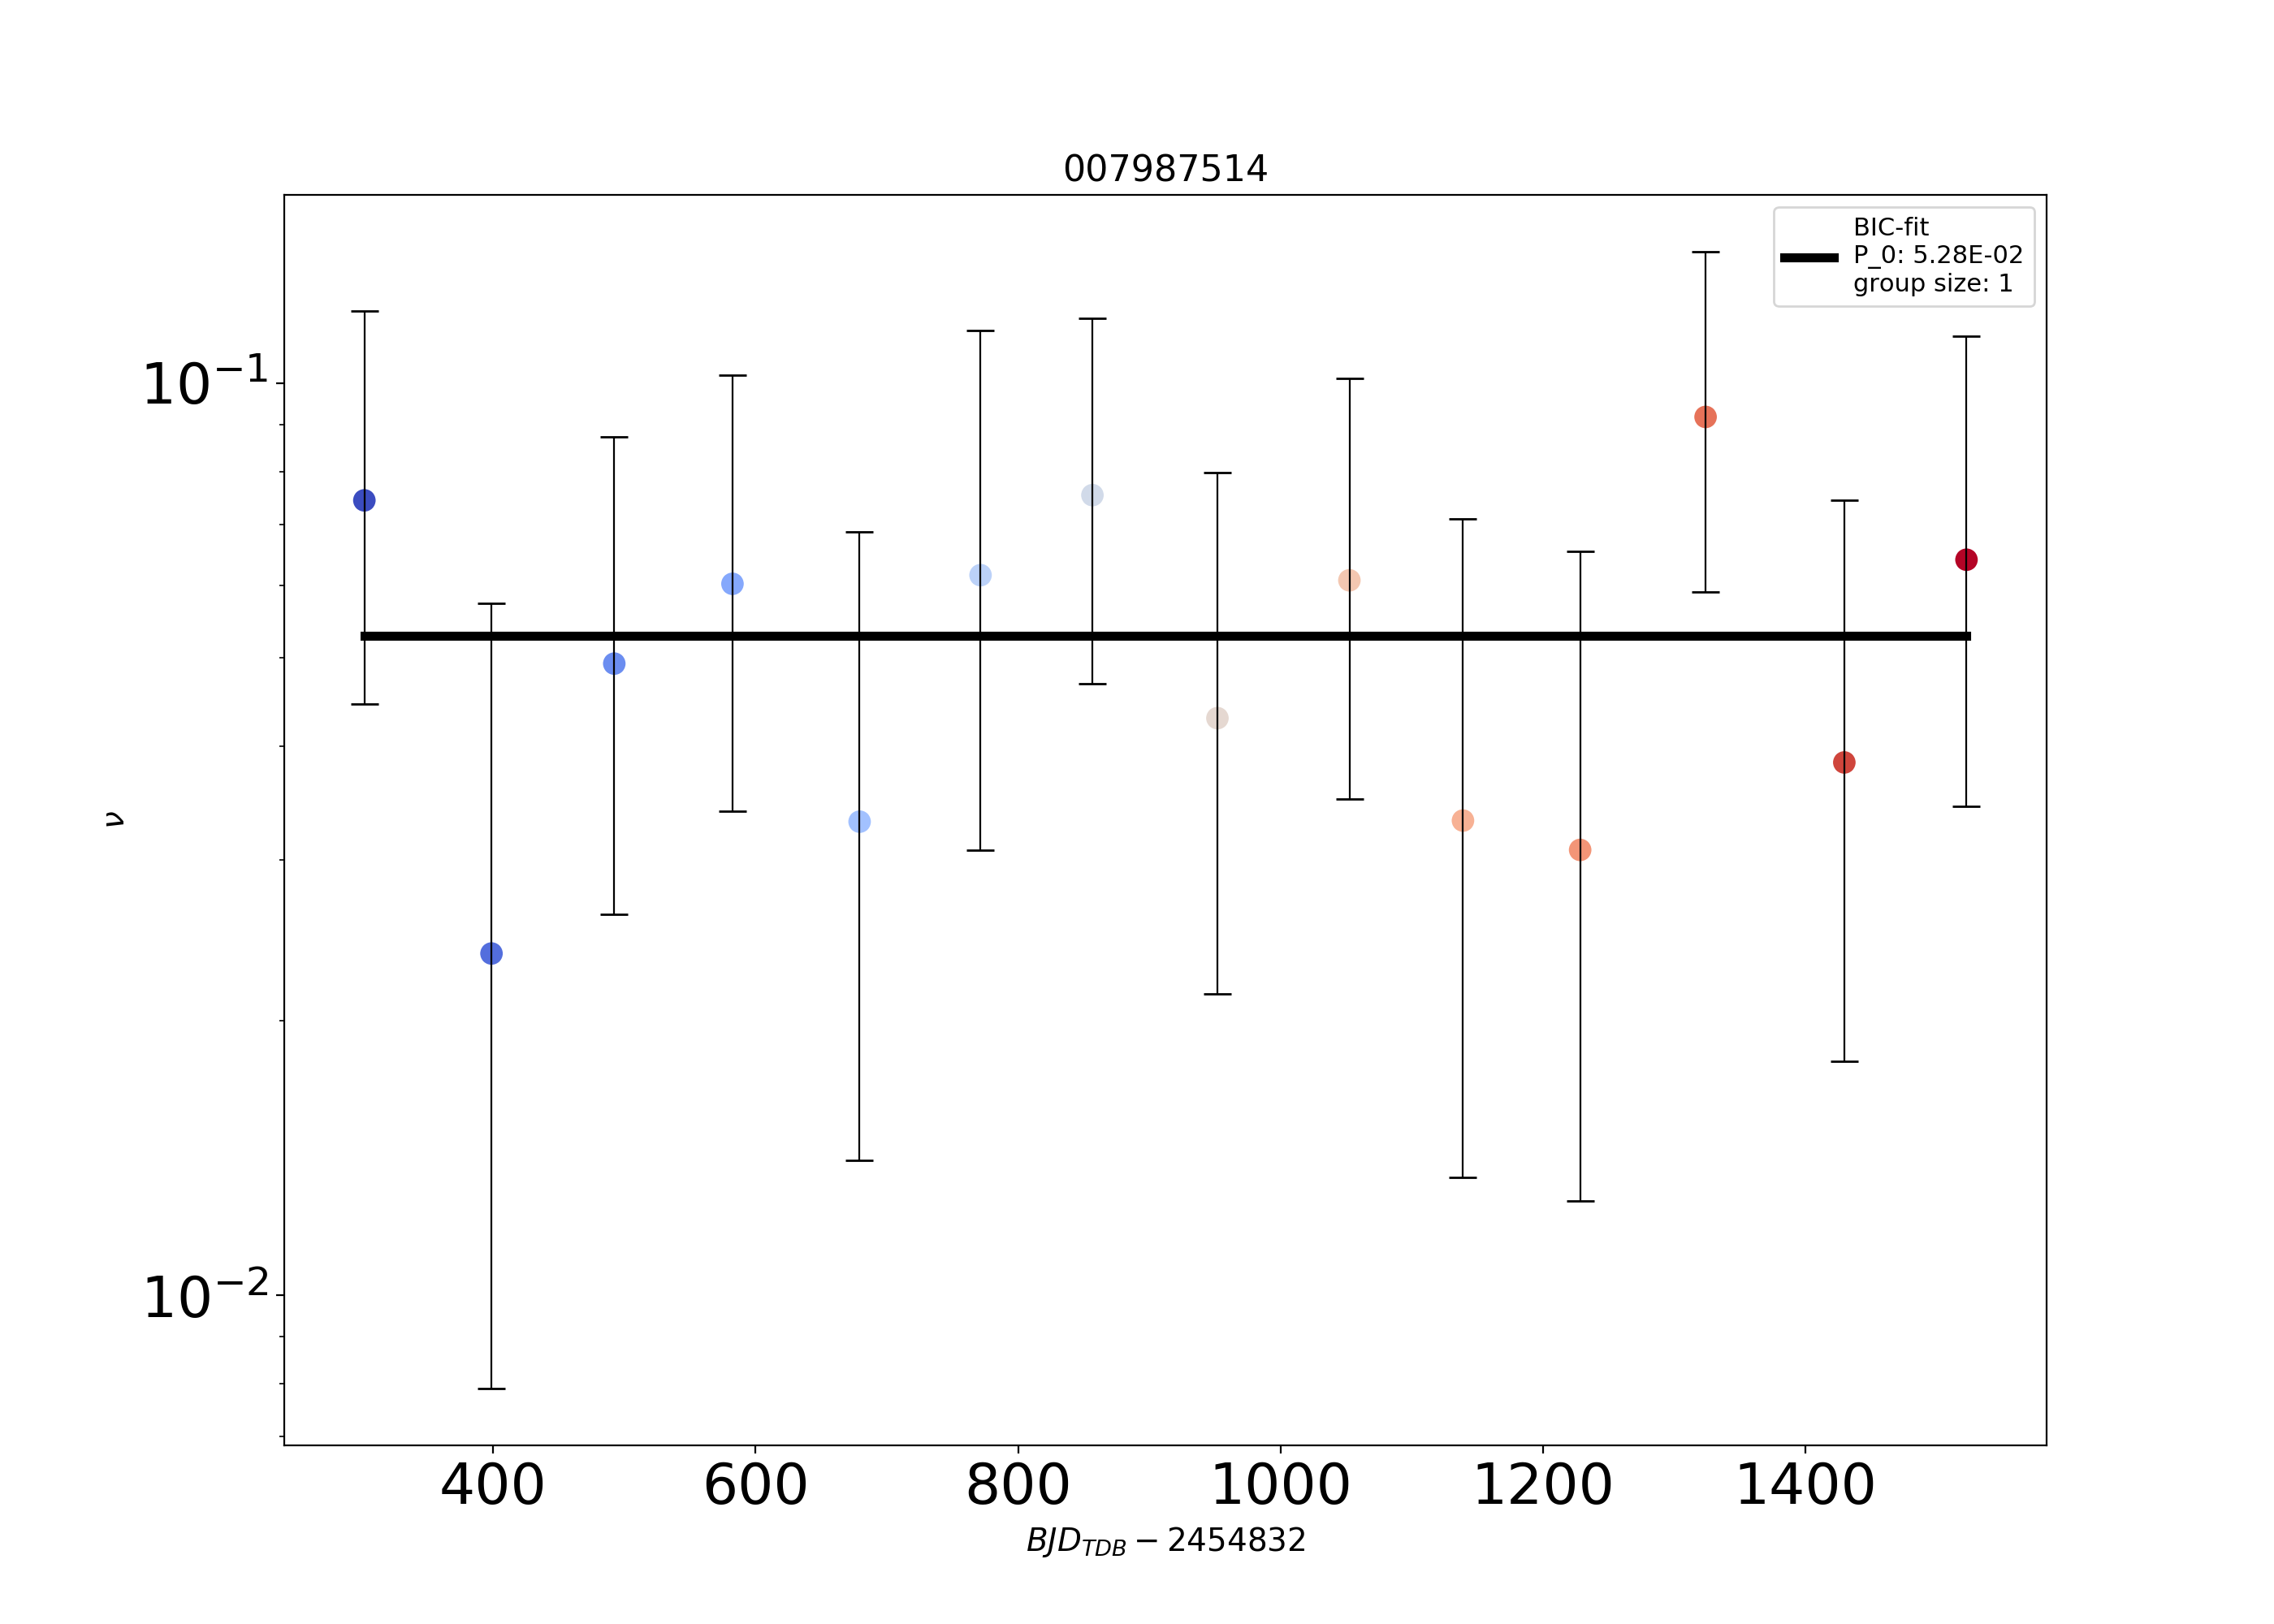 007987514
BIC-fit
P_0: 5.28E-02
group size: 1
10⁻¹
10⁻²
ν
400 600 800 1000 1200 1400
BJD_TDB − 2454832